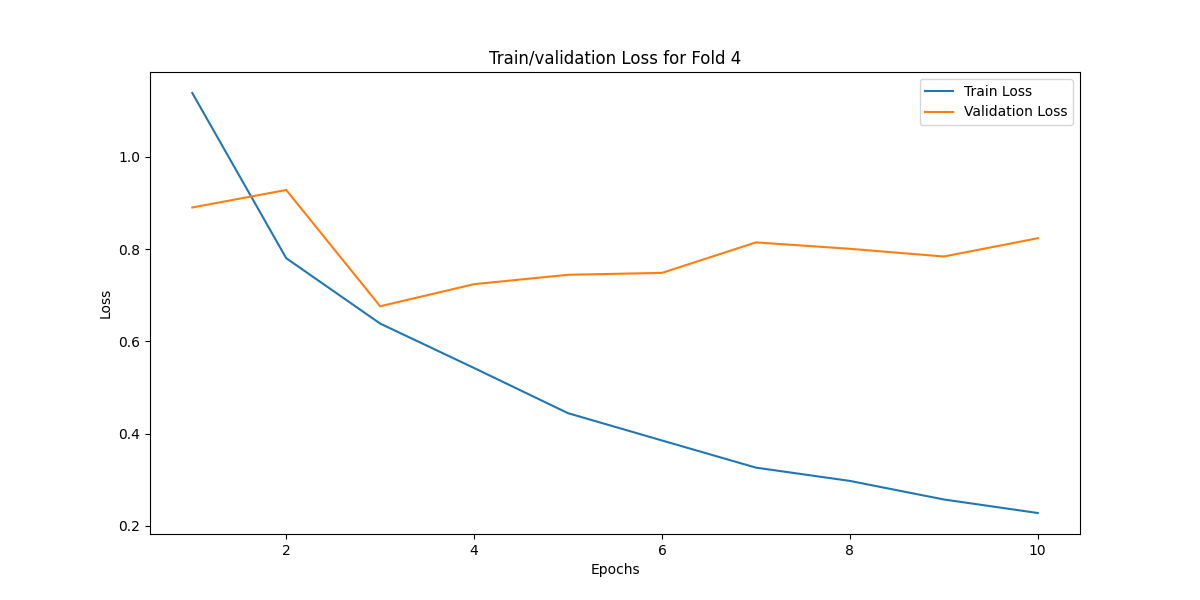 Train/validation Loss for Fold 4
Train Loss
Validation Loss
1.0
0.8
0.6
0.4
0.2
Loss
2 4 6 8 10
Epochs